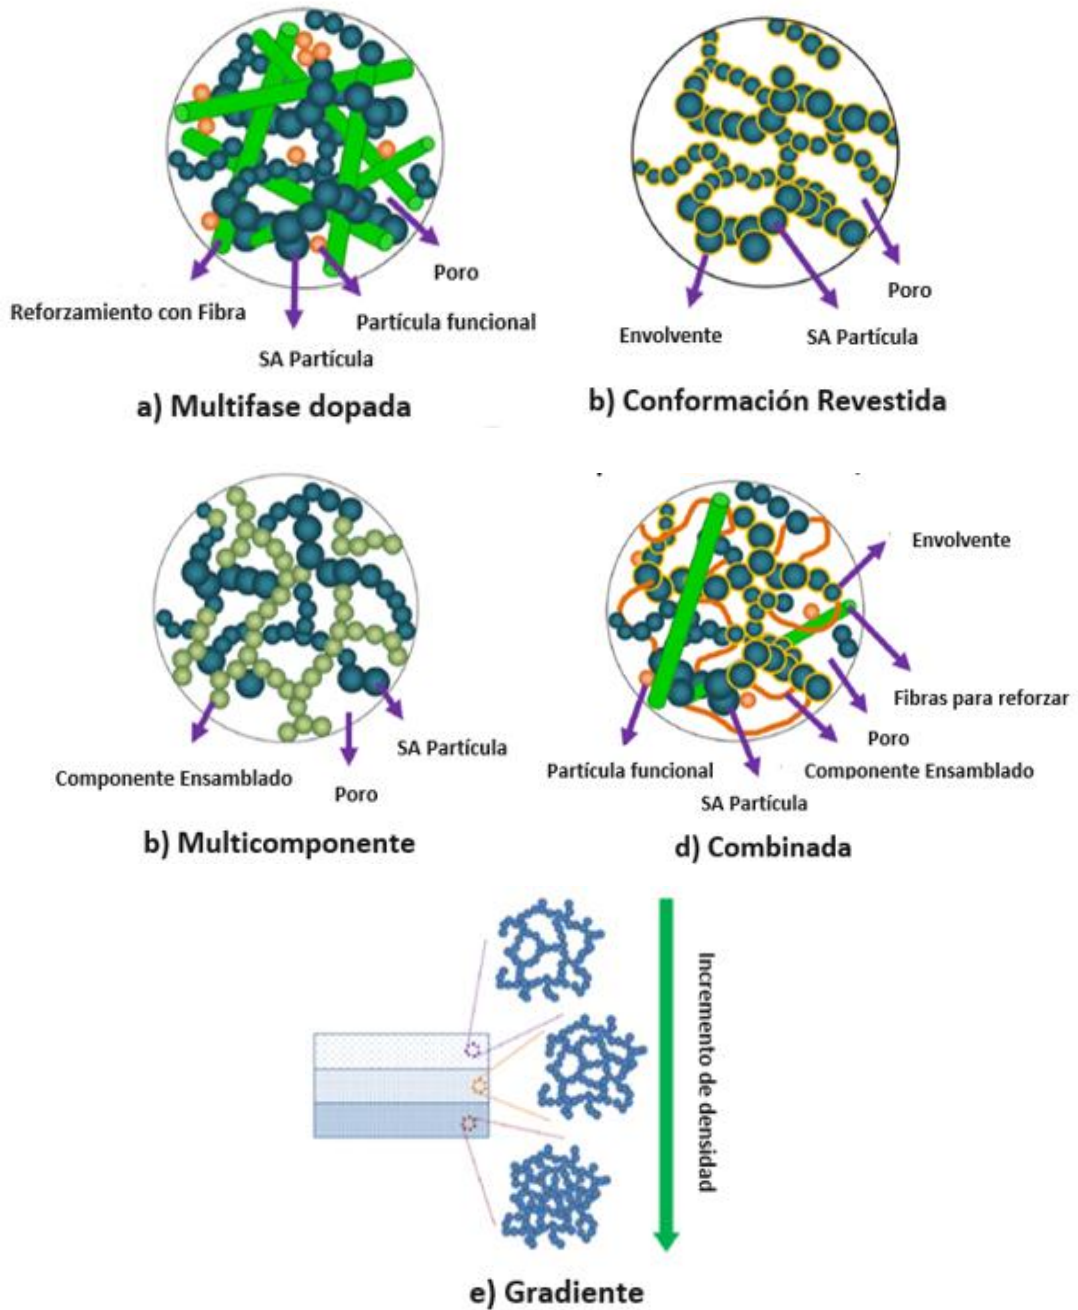 Poro
Reforzamiento con Fibra
Partícula funcional
SA Partícula
a) Multifase dopada
Poro
Envolvente
SA Partícula
b) Conformación Revestida
SA Partícula
Componente Ensamblado
Poro
b) Multicomponente
Envolvente
Fibras para reforzar
Poro
Partícula funcional
Componente Ensamblado
SA Partícula
d) Combinada
Incremento de densidad
e) Gradiente